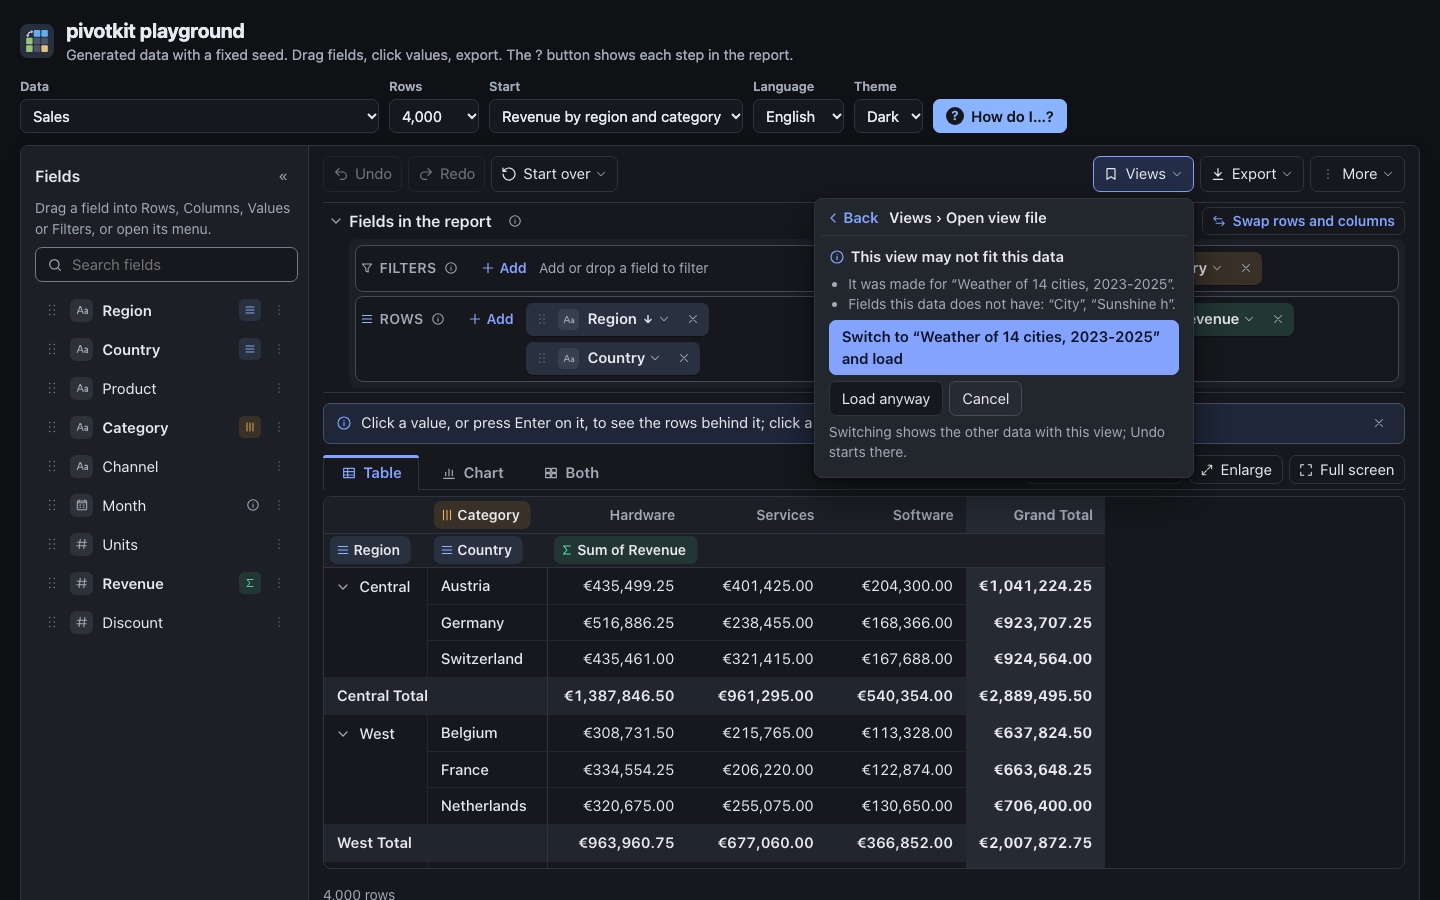 pivotkit playground
Generated data with a fixed seed. Drag fields, click values, export. The ? button shows each step in the report.
Data
Rows
Start
Language
Theme
Sales
4,000
Revenue by region and category
English
Dark
? How do I...?
Fields
«
Drag a field into Rows, Columns, Values
or Filters, or open its menu.
Search fields
Aa Region
Aa Country
Aa Product
Aa Category
Aa Channel
Month
# Units
# Revenue Σ
# Discount
Undo
Redo
Start over
Views
Export
More
Fields in the report
Swap rows and columns
FILTERS
+ Add
Add or drop a field to filter
ry
ROWS
+ Add
Aa Region ↓
Aa Country
evenue
Back
Views › Open view file
This view may not fit this data
• It was made for “Weather of 14 cities, 2023-2025”.
• Fields this data does not have: “City”, “Sunshine h”.
Switch to “Weather of 14 cities, 2023-2025”
and load
Load anyway
Cancel
Switching shows the other data with this view; Undo
starts there.
Click a value, or press Enter on it, to see the rows behind it; click a
Table
Chart
Both
Enlarge
Full screen
Category Hardware Services Software Grand Total
Region Country Σ Sum of Revenue
Central Austria €435,499.25 €401,425.00 €204,300.00 €1,041,224.25
Germany €516,886.25 €238,455.00 €168,366.00 €923,707.25
Switzerland €435,461.00 €321,415.00 €167,688.00 €924,564.00
Central Total €1,387,846.50 €961,295.00 €540,354.00 €2,889,495.50
West Belgium €308,731.50 €215,765.00 €113,328.00 €637,824.50
France €334,554.25 €206,220.00 €122,874.00 €663,648.25
Netherlands €320,675.00 €255,075.00 €130,650.00 €706,400.00
West Total €963,960.75 €677,060.00 €366,852.00 €2,007,872.75
4,000 rows